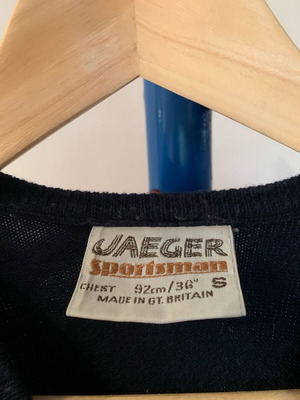 JAEGER
Sportsman
CHEST 92cm/36" S
MADE IN GT. BRITAIN